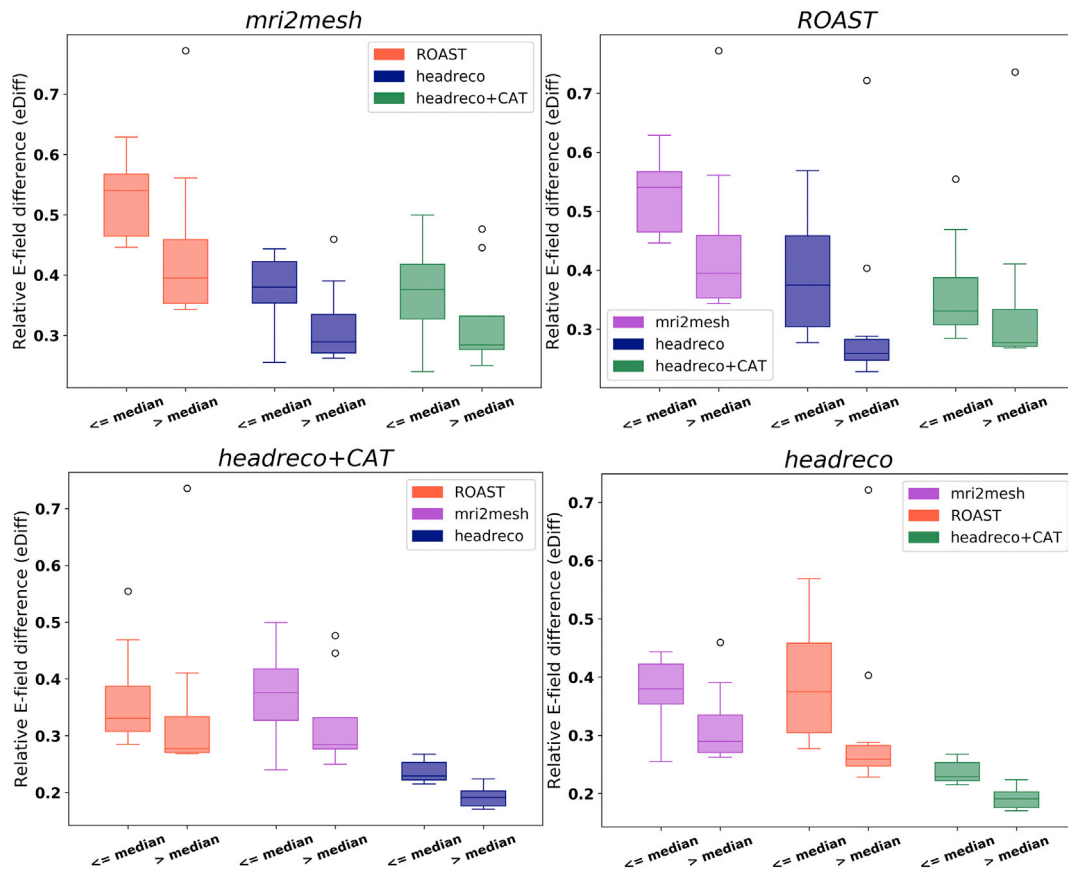 mri2mesh
Relative E-field difference (eDiff)
0.7
0.6
0.5
0.4
0.3
ROAST
headreco
headreco+CAT
<= median
> median
<= median
> median
<= median
> median
ROAST
Relative E-field difference (eDiff)
0.7
0.6
0.5
0.4
0.3
mri2mesh
headreco
headreco+CAT
<= median
> median
<= median
> median
<= median
> median
headreco+CAT
Relative E-field difference (eDiff)
0.7
0.6
0.5
0.4
0.3
0.2
ROAST
mri2mesh
headreco
<= median
> median
<= median
> median
<= median
> median
headreco
Relative E-field difference (eDiff)
0.7
0.6
0.5
0.4
0.3
0.2
mri2mesh
ROAST
headreco+CAT
<= median
> median
<= median
> median
<= median
> median